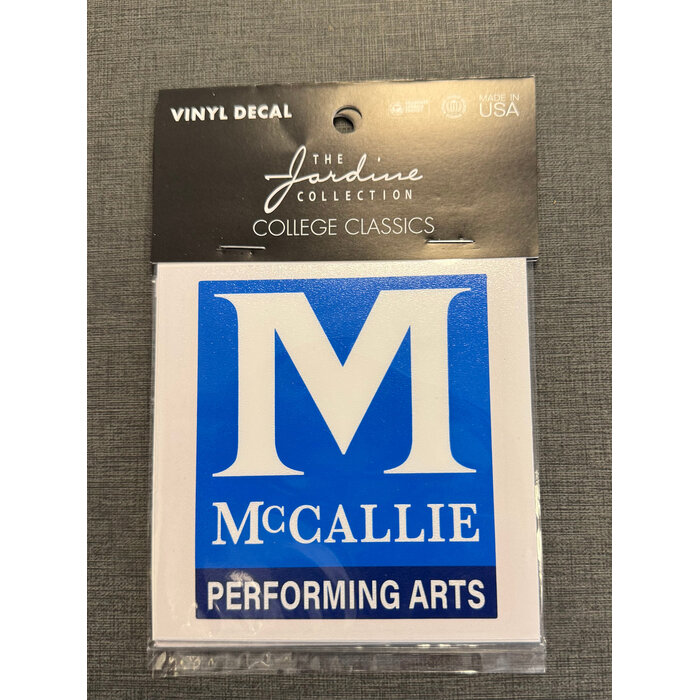 VINYL DECAL
MADE IN
USA
THE
Jardine
COLLECTION
COLLEGE CLASSICS
M
McCALLIE
PERFORMING ARTS